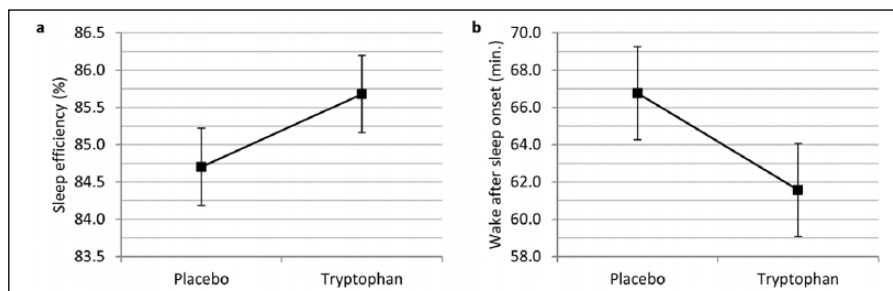 a
Sleep efficiency (%)
86.5
86.0
85.5
85.0
84.5
84.0
83.5
Placebo
Tryptophan
b
Wake after sleep onset (min.)
70.0
68.0
66.0
64.0
62.0
60.0
58.0
Placebo
Tryptophan